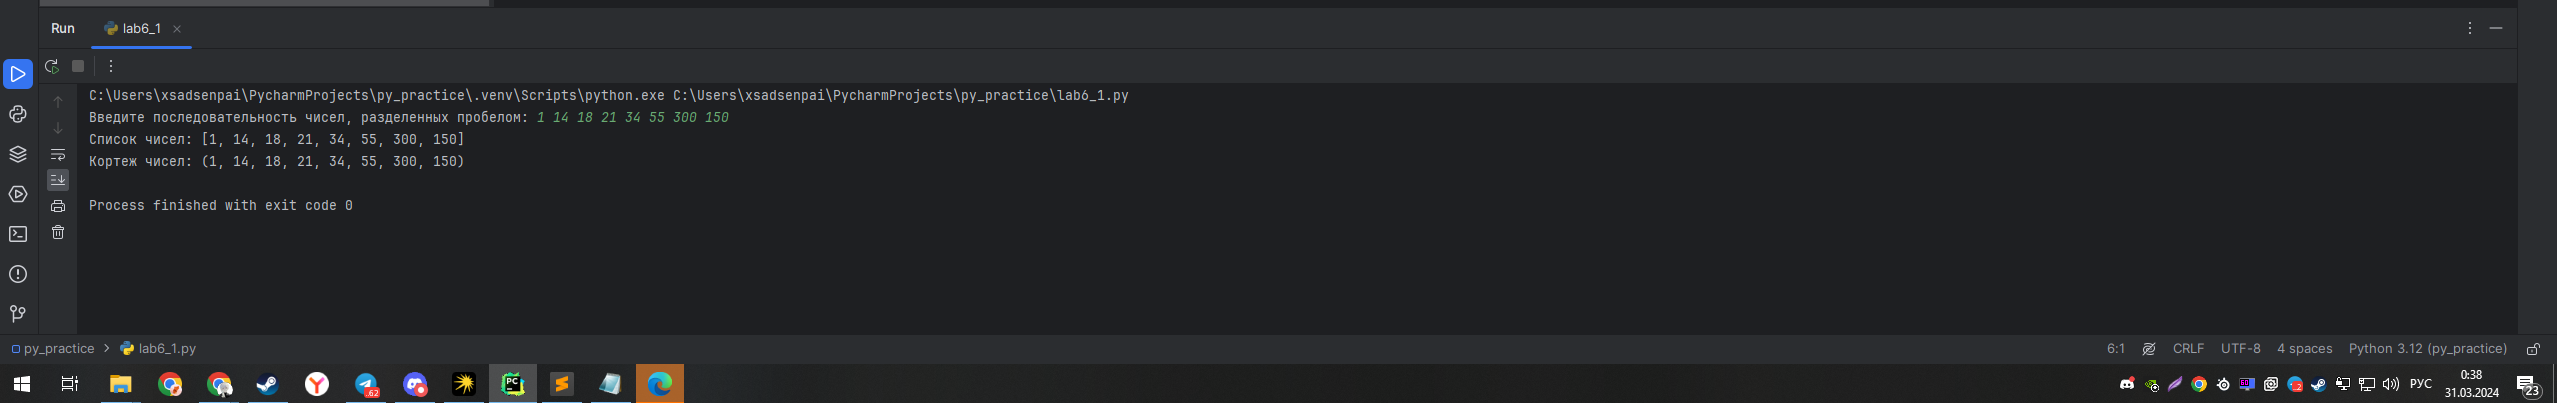 Run lab6_1
C:\Users\xsadsenpai\PycharmProjects\py_practice\.venv\Scripts\python.exe C:\Users\xsadsenpai\PycharmProjects\py_practice\lab6_1.py
Введите последовательность чисел, разделенных пробелом: 1 14 18 21 34 55 300 150
Список чисел: [1, 14, 18, 21, 34, 55, 300, 150]
Кортеж чисел: (1, 14, 18, 21, 34, 55, 300, 150)
Process finished with exit code 0
py_practice > lab6_1.py 6:1 CRLF UTF-8 4 spaces Python 3.12 (py_practice)
Y 62 PC S 60 2 РУС 0:38
31.03.2024 23